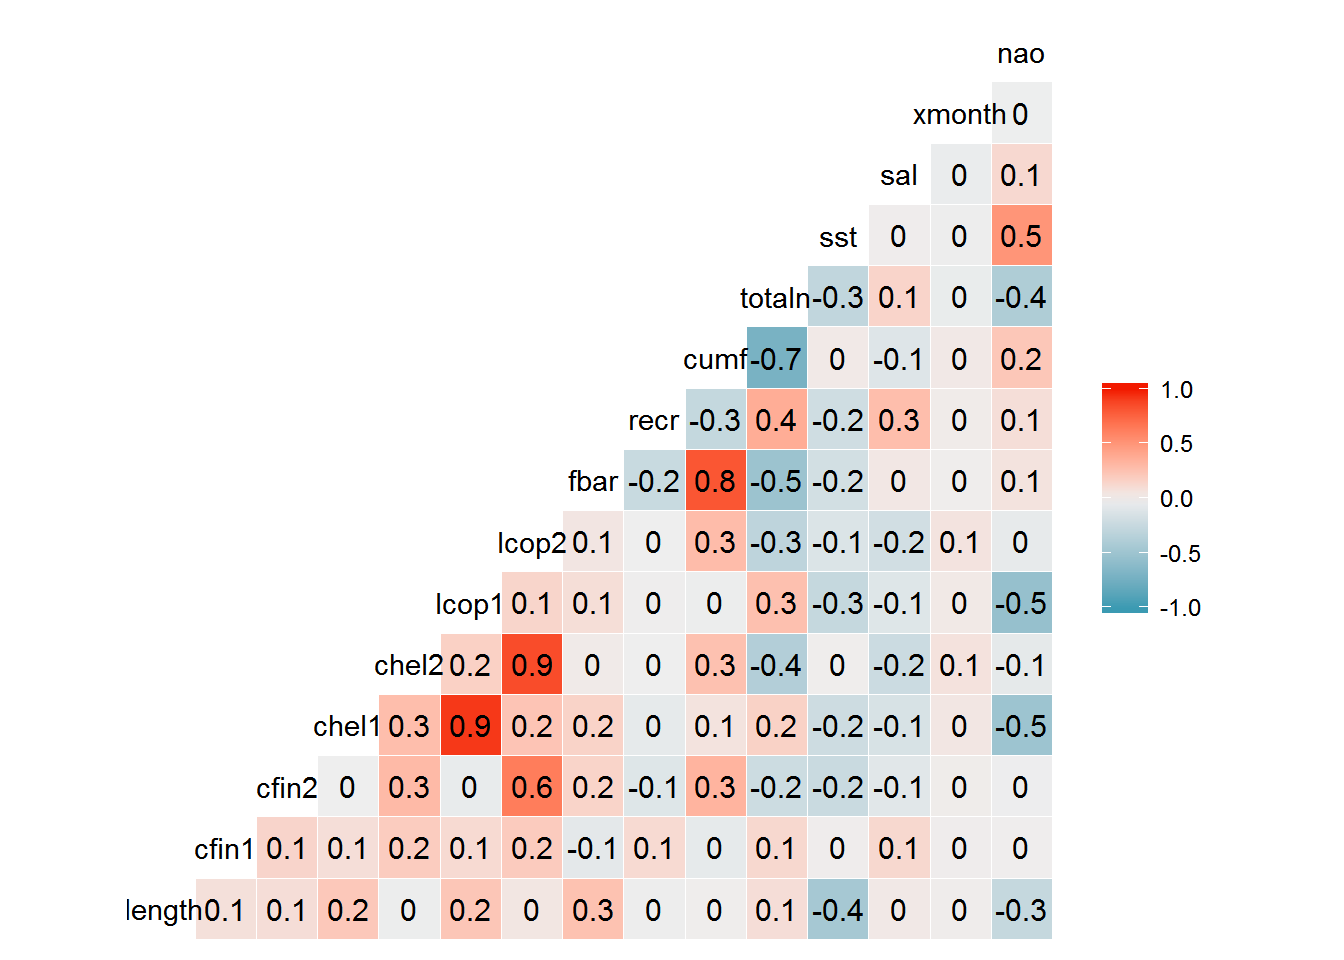 nao
xmonth 0
sal 0 0.1
sst 0 0 0.5
totaln -0.3 0.1 0 -0.4
cumf -0.7 0 -0.1 0 0.2
recr -0.3 0.4 -0.2 0.3 0 0.1
fbar -0.2 0.8 -0.5 -0.2 0 0 0.1
lcop2 0.1 0 0.3 -0.3 -0.1 -0.2 0.1 0
lcop1 0.1 0.1 0 0 0.3 -0.3 -0.1 0 -0.5
chel2 0.2 0.9 0 0 0.3 -0.4 0 -0.2 0.1 -0.1
chel1 0.3 0.9 0.2 0.2 0 0.1 0.2 -0.2 -0.1 0 -0.5
cfin2 0 0.3 0 0.6 0.2 -0.1 0.3 -0.2 -0.2 -0.1 0 0
cfin1 0.1 0.1 0.2 0.1 0.2 -0.1 0.1 0 0.1 0 0.1 0 0
length 0.1 0.1 0.2 0 0.2 0 0.3 0 0 0.1 -0.4 0 0 -0.3
1.0
0.5
0.0
-0.5
-1.0